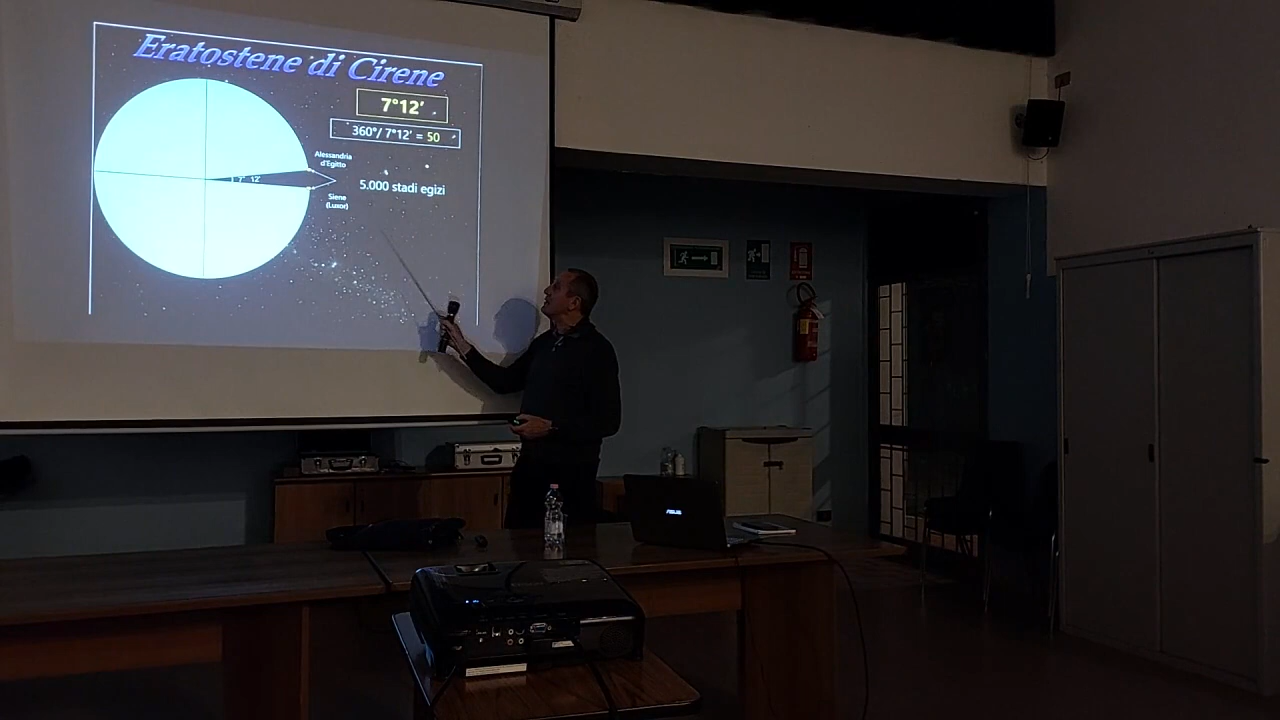 Eratostene di Cirene
7°12'
360°/ 7°12' = 50
Alessandria
d'Egitto
7° 12'
5.000 stadi egizi
Siene
(Luxor)
ASUS